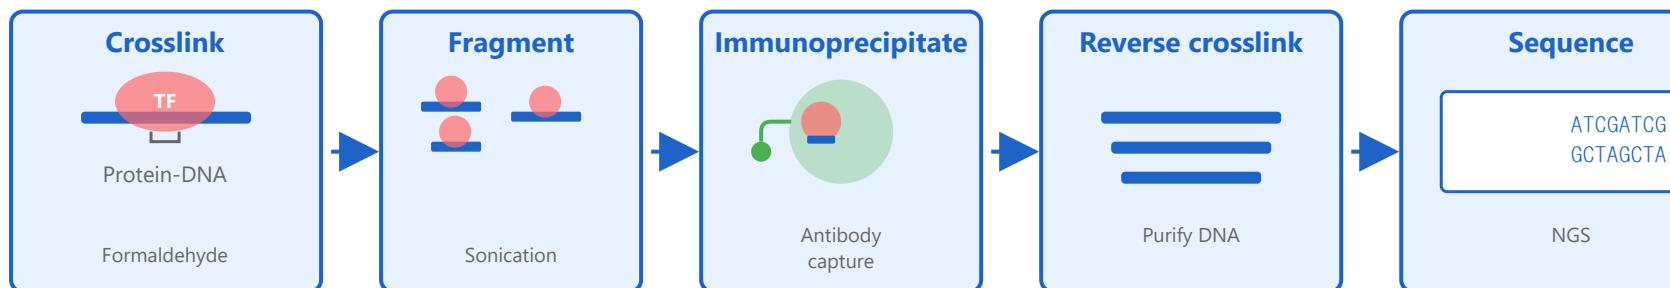 Crosslink
TF
Protein-DNA
Formaldehyde
Fragment
Sonication
Immunoprecipitate
Antibody
capture
Reverse crosslink
Purify DNA
Sequence
ATCGATCG
GCTAGCTA
NGS